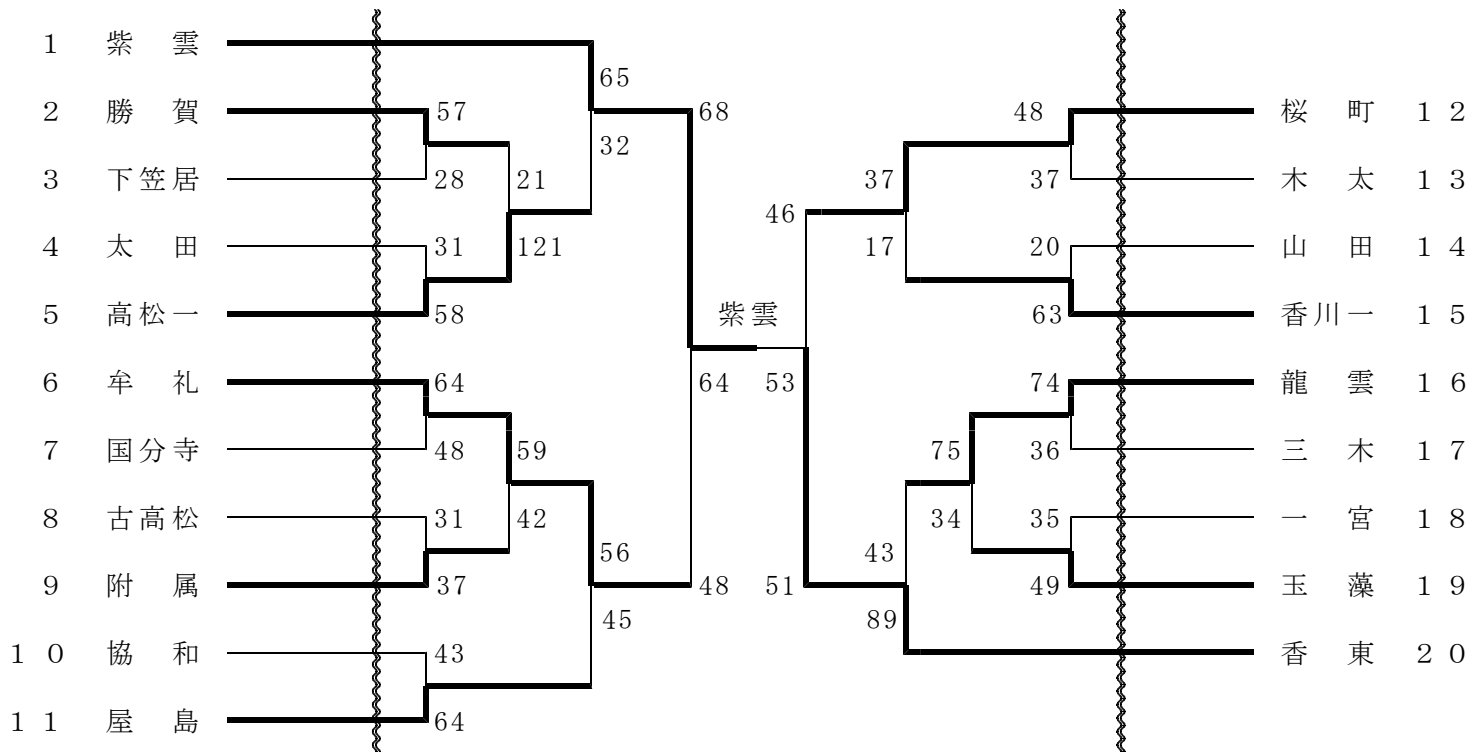 1 紫 雲
65
2 勝 賀 57 68 48 桜 町 12
32
3 下笠居 28 21 37 37 木 太 13
46
4 太 田 31 121 17 20 山 田 14
5 高松一 58 紫雲 63 香川一 15
6 牟 礼 64 64 53 74 龍 雲 16
7 国分寺 48 59 75 36 三 木 17
8 古高松 31 42 34 35 一 宮 18
56 43
9 附 属 37 48 51 49 玉 藻 19
45 89
10 協 和 43 香 東 20
11 屋 島 64